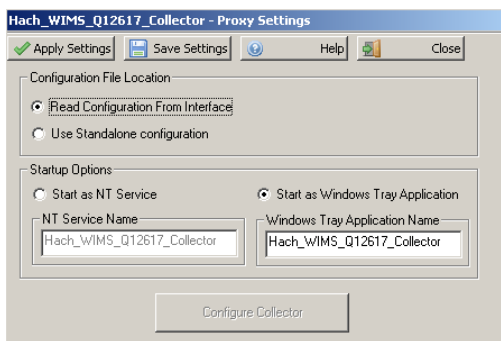 Hach_WIMS_Q12617_Collector - Proxy Settings
Apply Settings Save Settings Help Close
Configuration File Location
Read Configuration From Interface
Use Standalone configuration
Startup Options
Start as NT Service Start as Windows Tray Application
NT Service Name Windows Tray Application Name
Hach_WIMS_Q12617_Collector Hach_WIMS_Q12617_Collector
Configure Collector